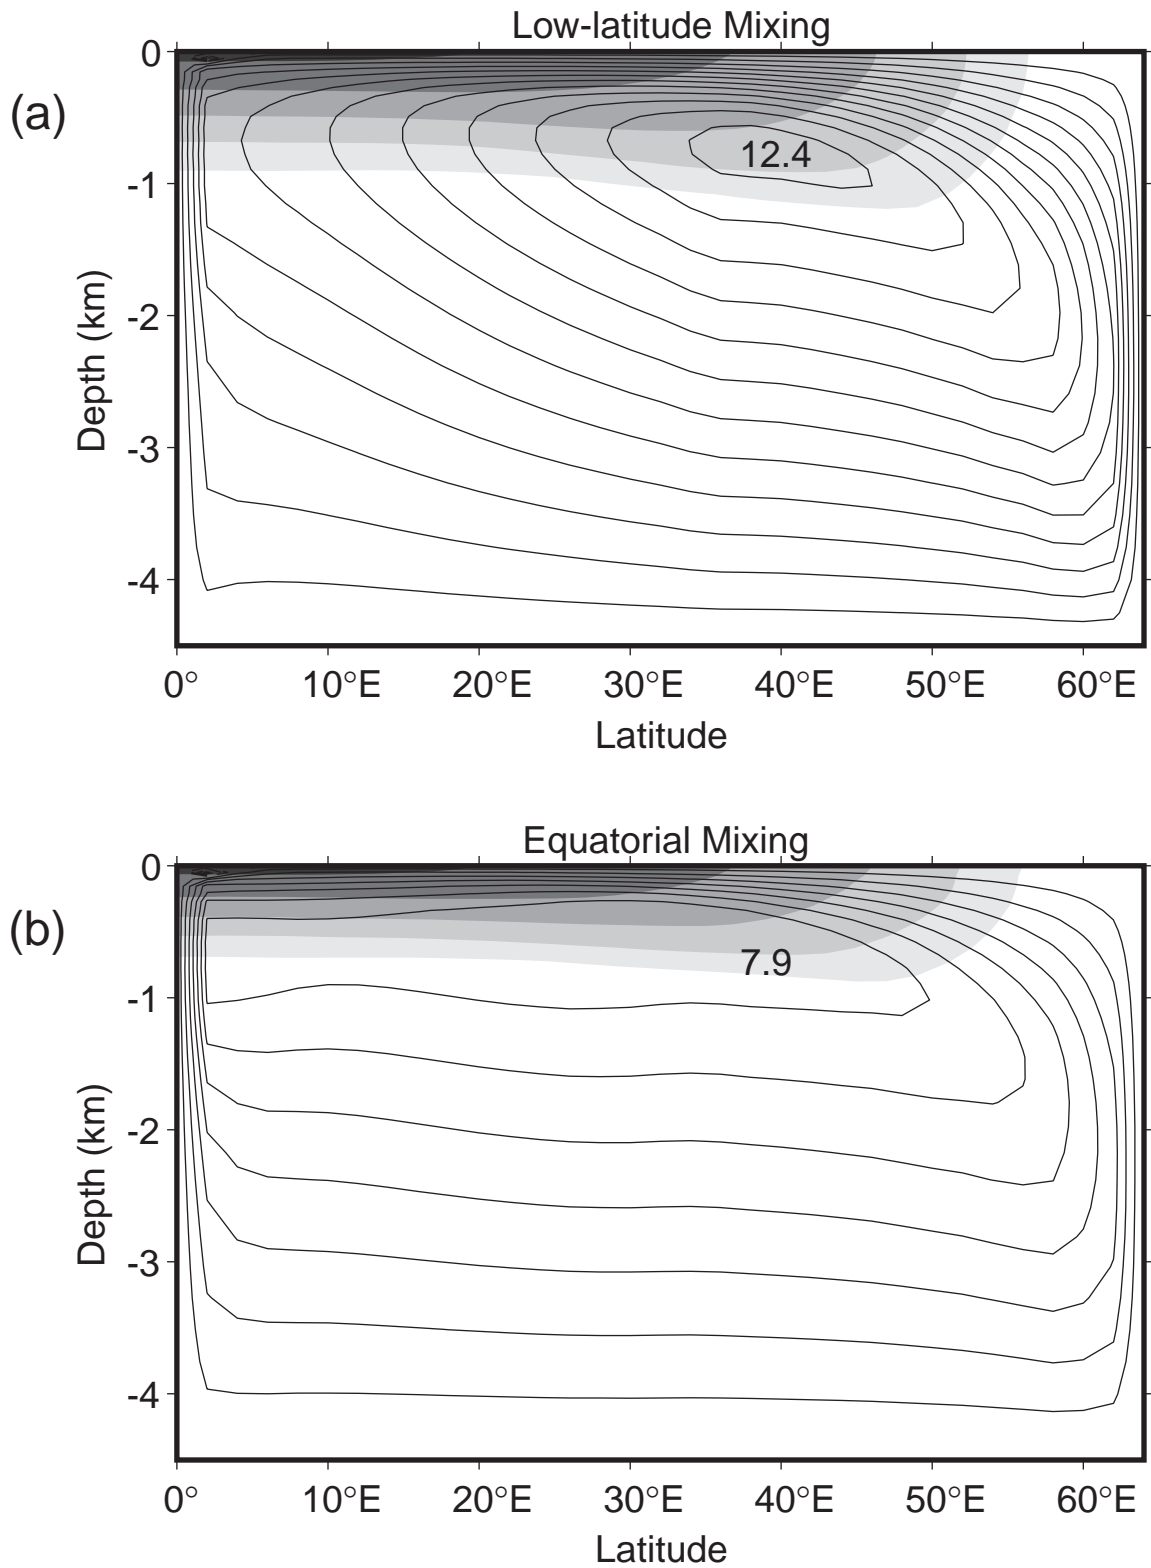 Low-latitude Mixing
(a)
0
-1
-2
-3
-4
Depth (km)
12.4
0° 10°E 20°E 30°E 40°E 50°E 60°E
Latitude
Equatorial Mixing
(b)
0
-1
-2
-3
-4
Depth (km)
7.9
0° 10°E 20°E 30°E 40°E 50°E 60°E
Latitude